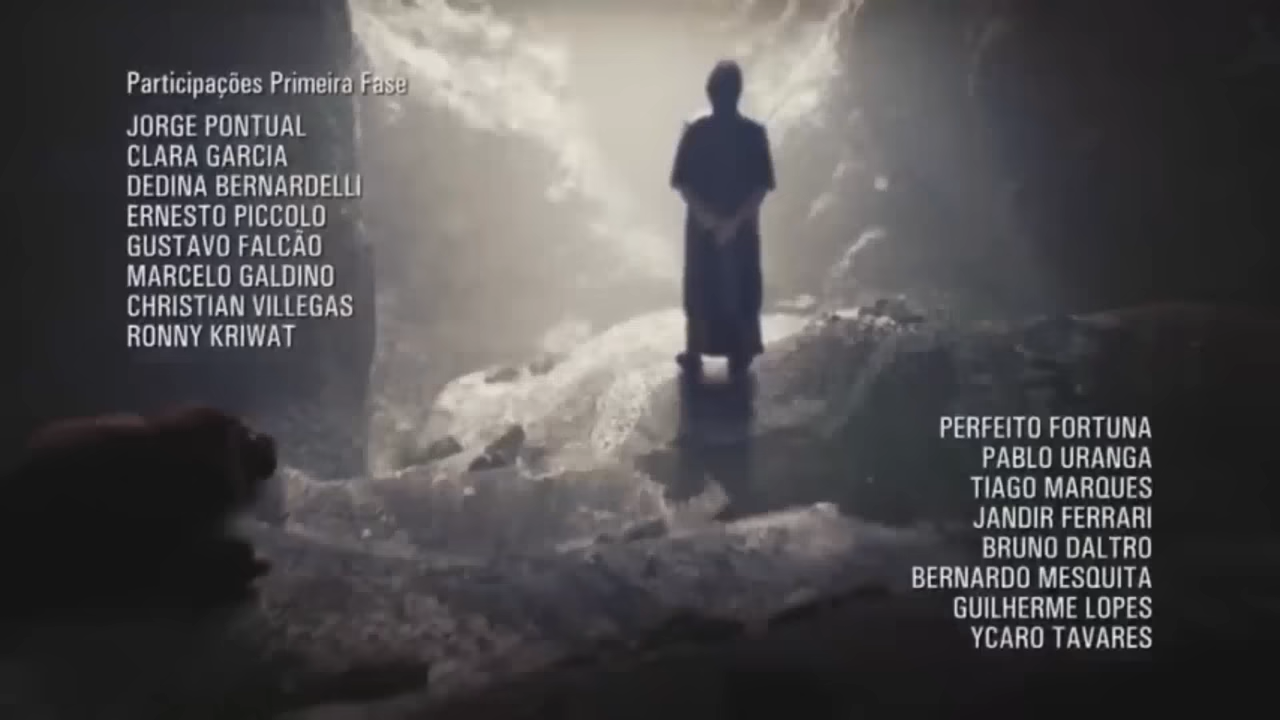 Participações Primeira Fase
JORGE PONTUAL
CLARA GARCIA
DEDINA BERNARDELLI
ERNESTO PICCOLO
GUSTAVO FALCÃO
MARCELO GALDINO
CHRISTIAN VILLEGAS
RONNY KRIWAT
PERFEITO FORTUNA
PABLO URANGA
TIAGO MARQUES
JANDIR FERRARI
BRUNO DALTRO
BERNARDO MESQUITA
GUILHERME LOPES
YCARO TAVARES